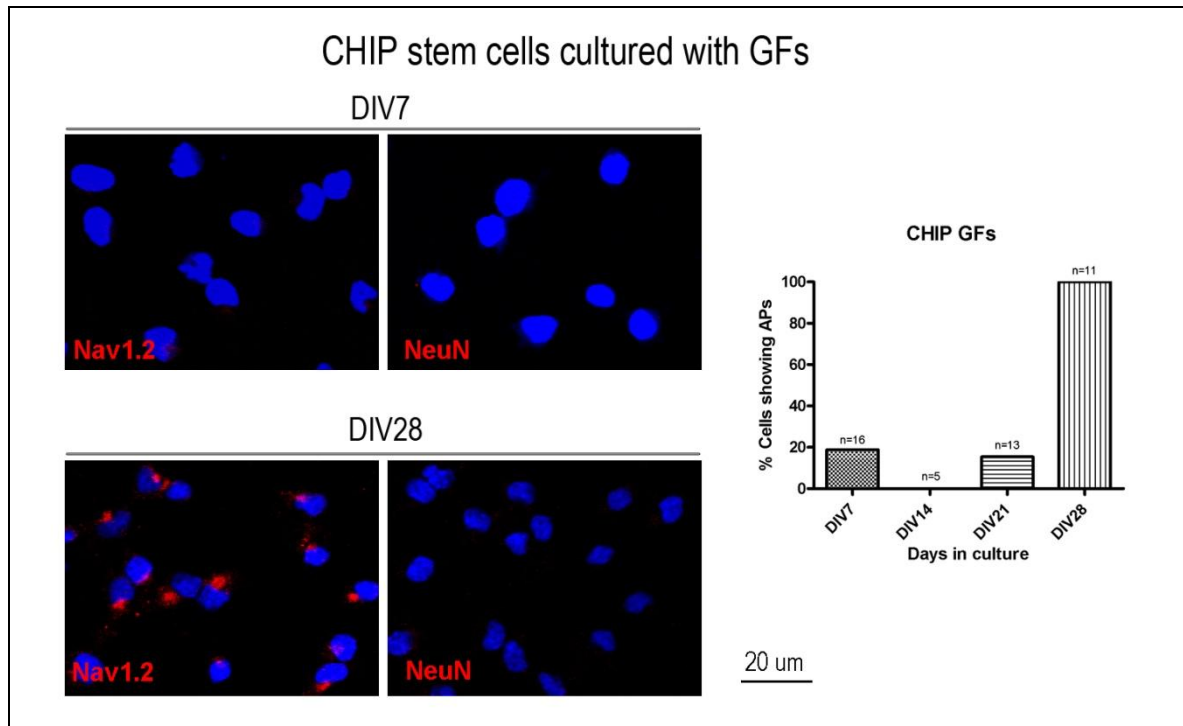 CHIP stem cells cultured with GFs
DIV7
Nav1.2
NeuN
DIV28
Nav1.2
NeuN
CHIP GFs
% Cells showing APs
100
80
60
40
20
0
n=16
n=5
n=13
n=11
DIV7
DIV14
DIV21
DIV28
Days in culture
20 um